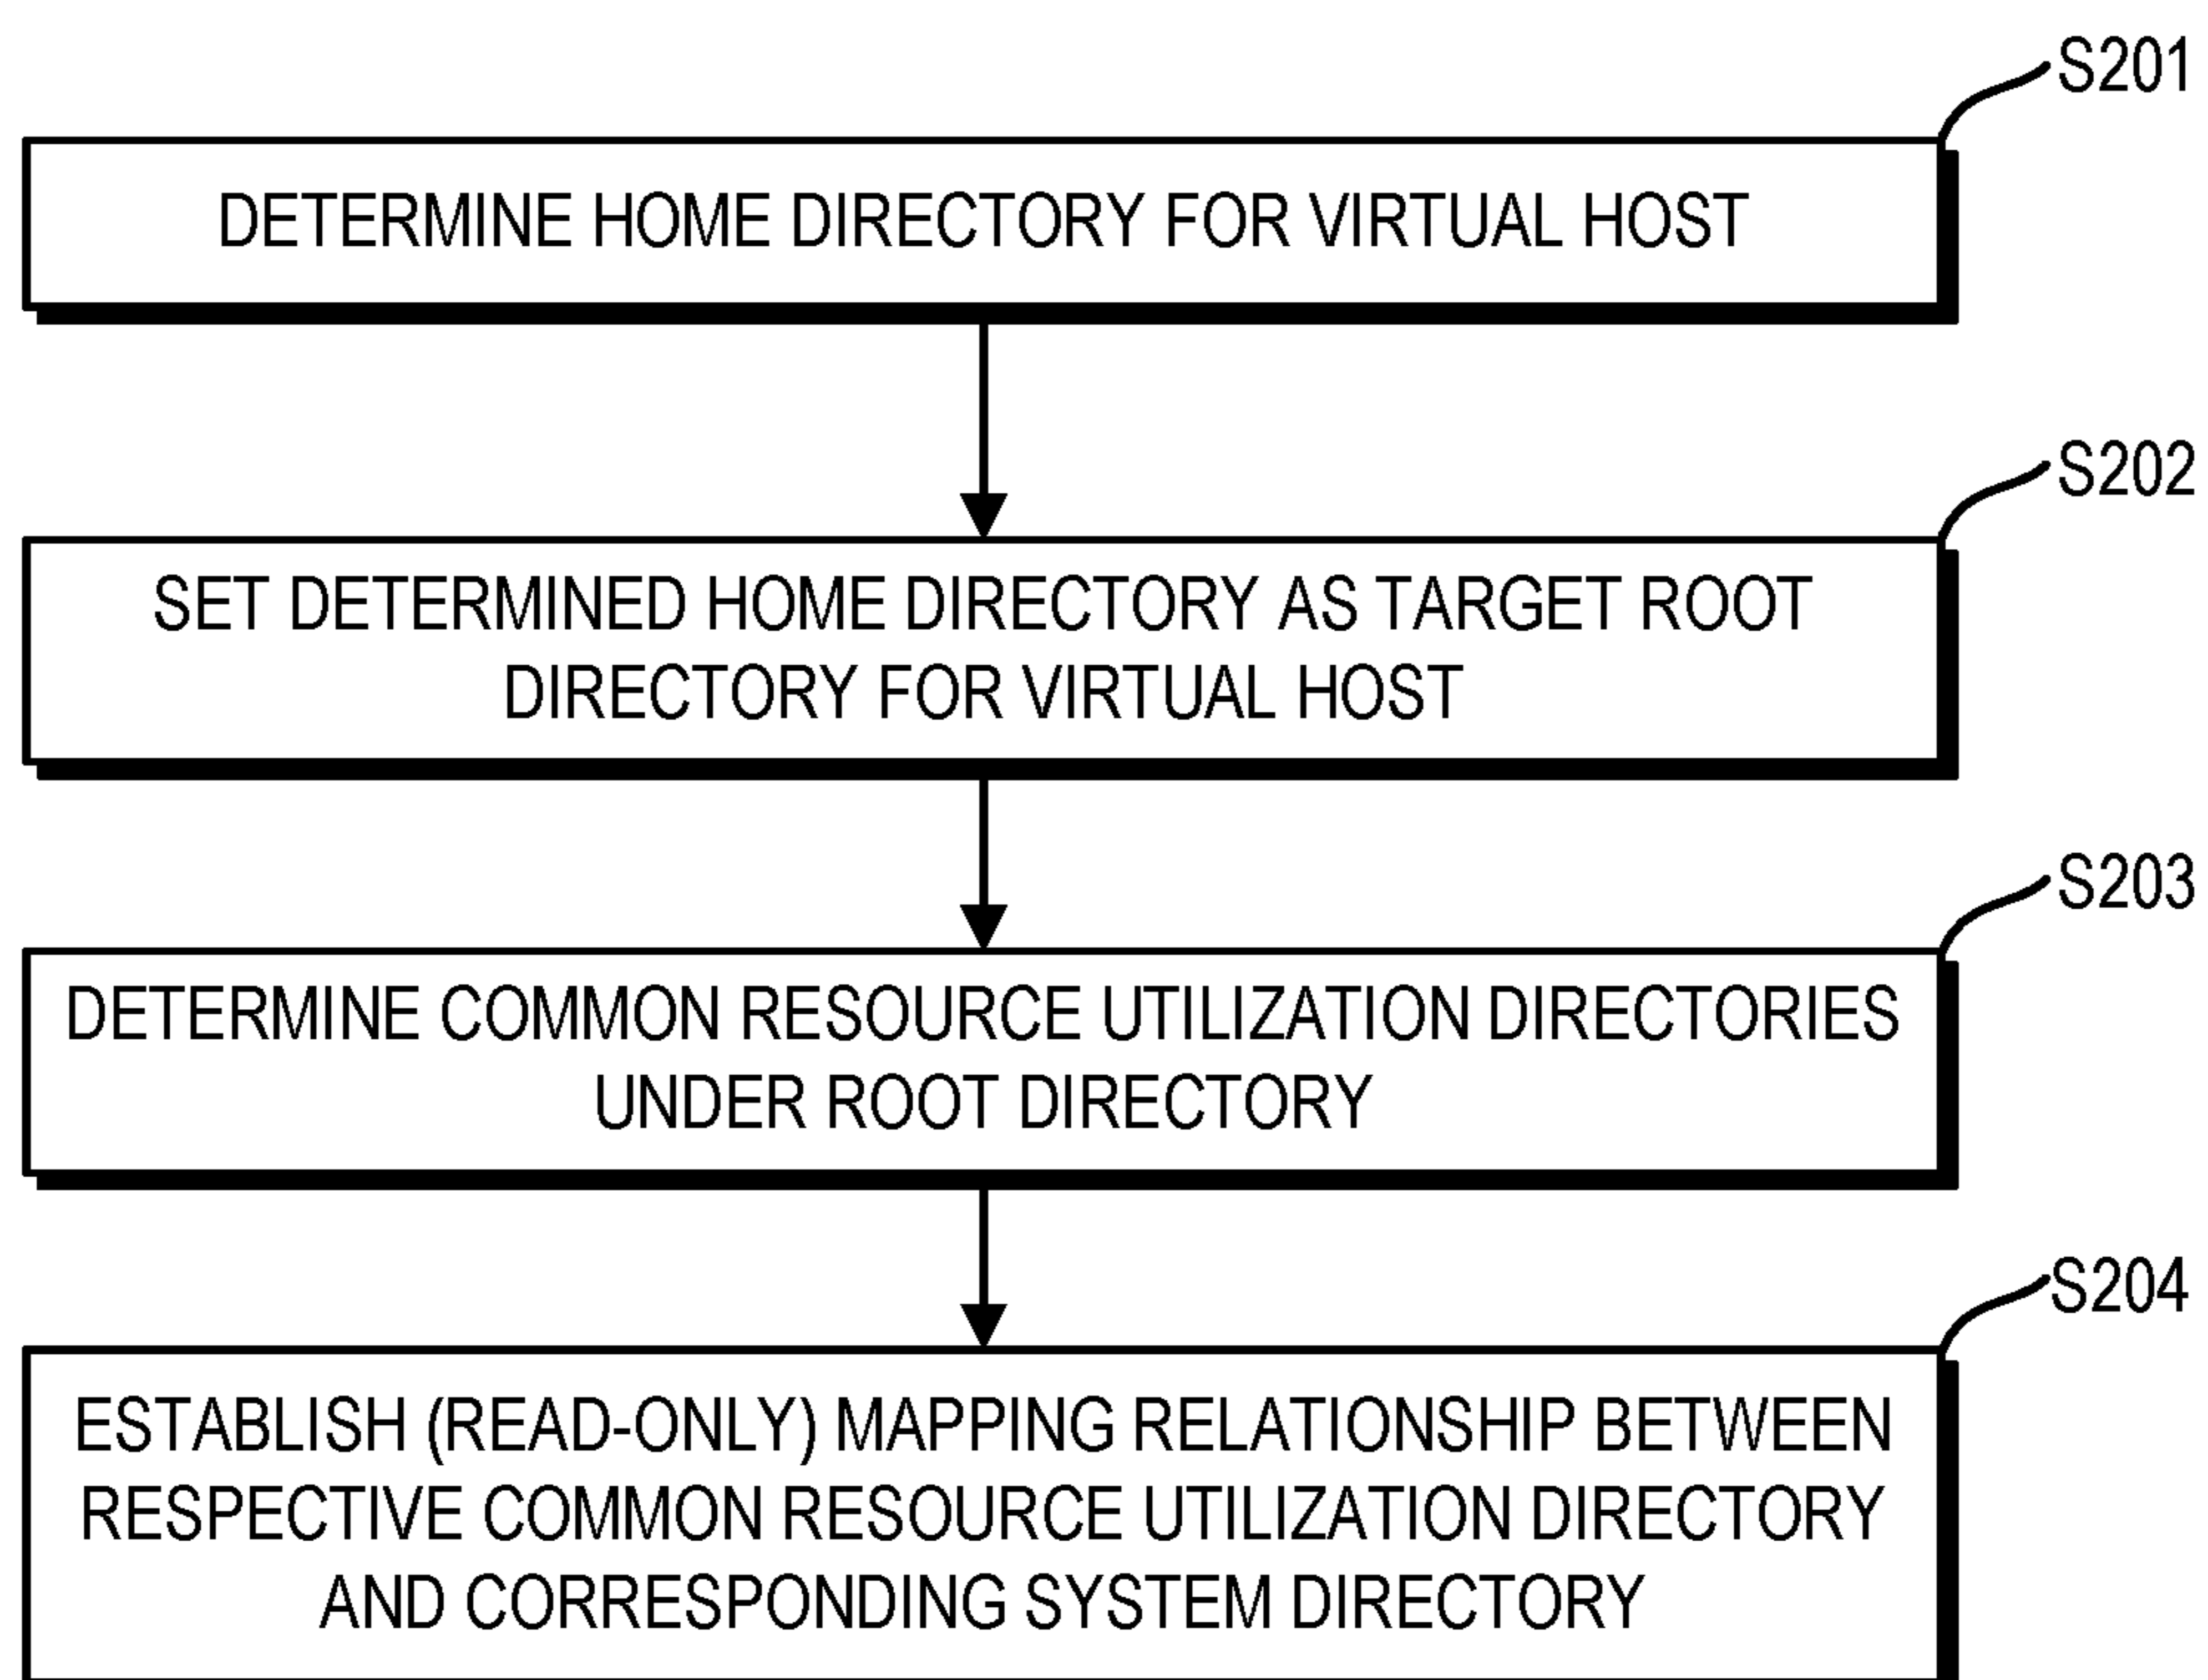 S201
DETERMINE HOME DIRECTORY FOR VIRTUAL HOST
S202
SET DETERMINED HOME DIRECTORY AS TARGET ROOT
DIRECTORY FOR VIRTUAL HOST
S203
DETERMINE COMMON RESOURCE UTILIZATION DIRECTORIES
UNDER ROOT DIRECTORY
S204
ESTABLISH (READ-ONLY) MAPPING RELATIONSHIP BETWEEN
RESPECTIVE COMMON RESOURCE UTILIZATION DIRECTORY
AND CORRESPONDING SYSTEM DIRECTORY